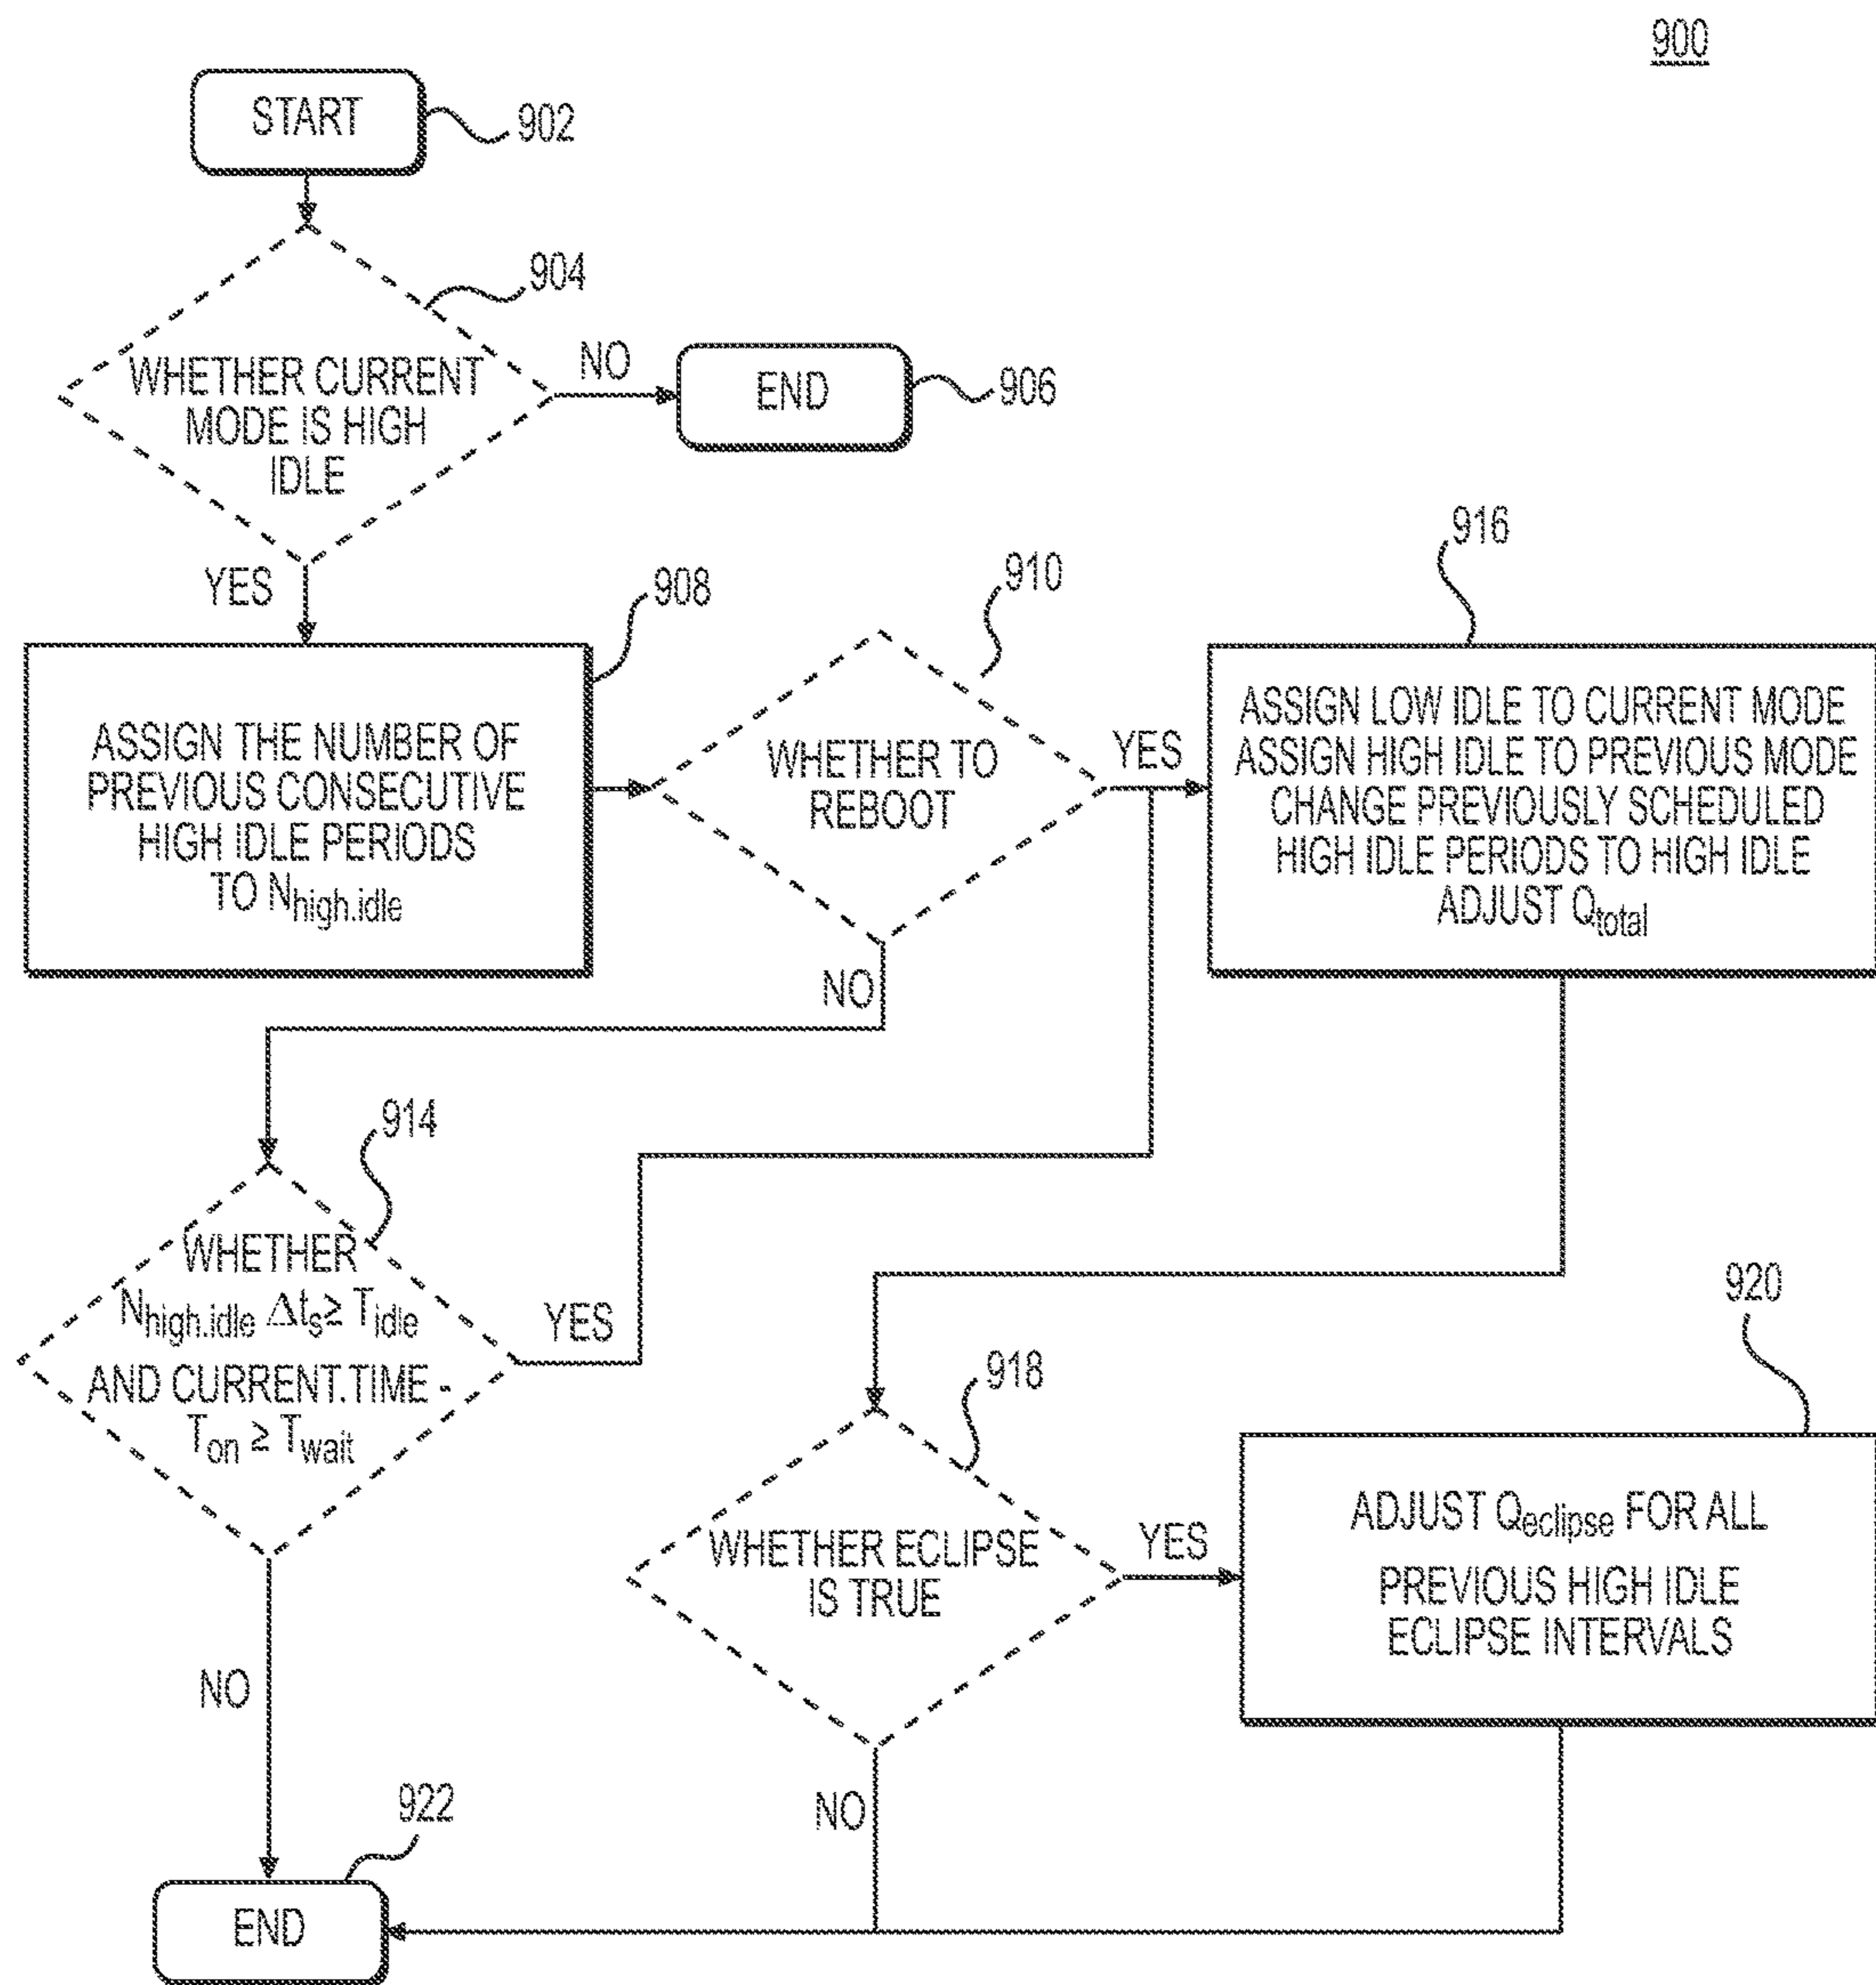 900
START
902
904
WHETHER CURRENT
MODE IS HIGH
IDLE
NO
END
906
YES
908
ASSIGN THE NUMBER OF
PREVIOUS CONSECUTIVE
HIGH IDLE PERIODS
TO Nhigh.idle
910
WHETHER TO
REBOOT
YES
NO
916
ASSIGN LOW IDLE TO CURRENT MODE
ASSIGN HIGH IDLE TO PREVIOUS MODE
CHANGE PREVIOUSLY SCHEDULED
HIGH IDLE PERIODS TO HIGH IDLE
ADJUST Qtotal
914
WHETHER
Nhigh.idle Δts ≥ Tidle
AND CURRENT.TIME -
Ton ≥ Twait
YES
NO
918
WHETHER ECLIPSE
IS TRUE
YES
NO
920
ADJUST Qeclipse FOR ALL
PREVIOUS HIGH IDLE
ECLIPSE INTERVALS
922
END